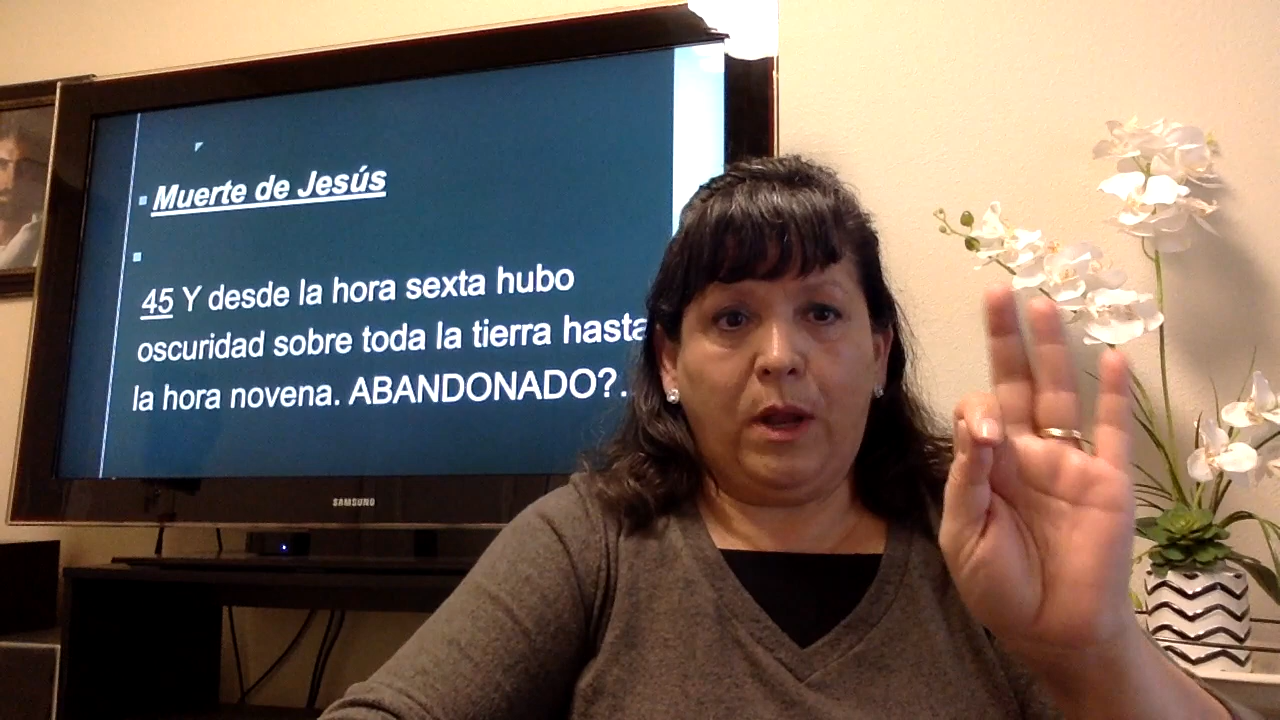 Muerte de Jesús
45 Y desde la hora sexta hubo
oscuridad sobre toda la tierra hasta
la hora novena. ABANDONADO?.
SAMSUNG